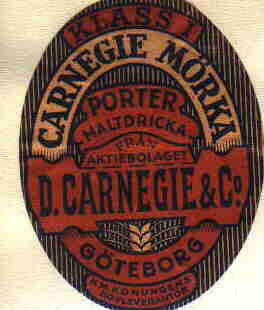 KLASS I
CARNEGIE MÖRKA
PORTER
MALTDRICKA
FRÅN
AKTIEBOLAGET
D. CARNEGIE & Co
GÖTEBORG
H.M. KONUNGENS
HOFLEVERANTÖR